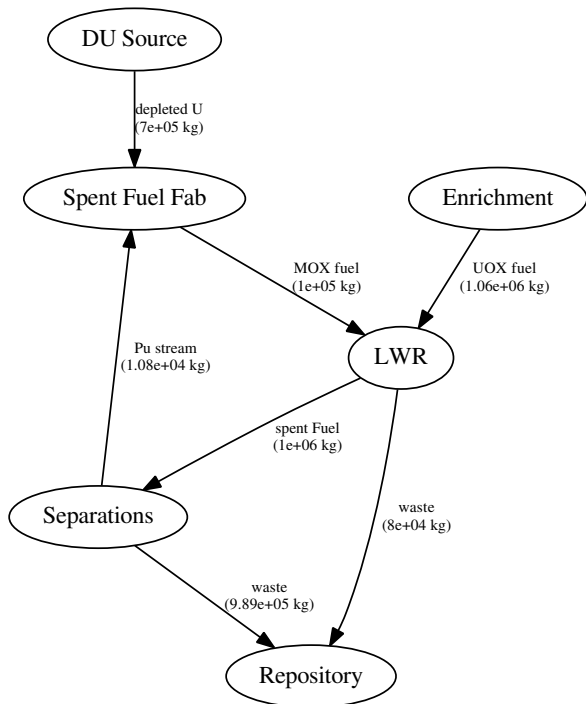 DU Source
depleted U
(7e+05 kg)
Spent Fuel Fab
Enrichment
MOX fuel
(1e+05 kg)
UOX fuel
(1.06e+06 kg)
Pu stream
(1.08e+04 kg)
LWR
spent Fuel
(1e+06 kg)
waste
(8e+04 kg)
Separations
waste
(9.89e+05 kg)
Repository